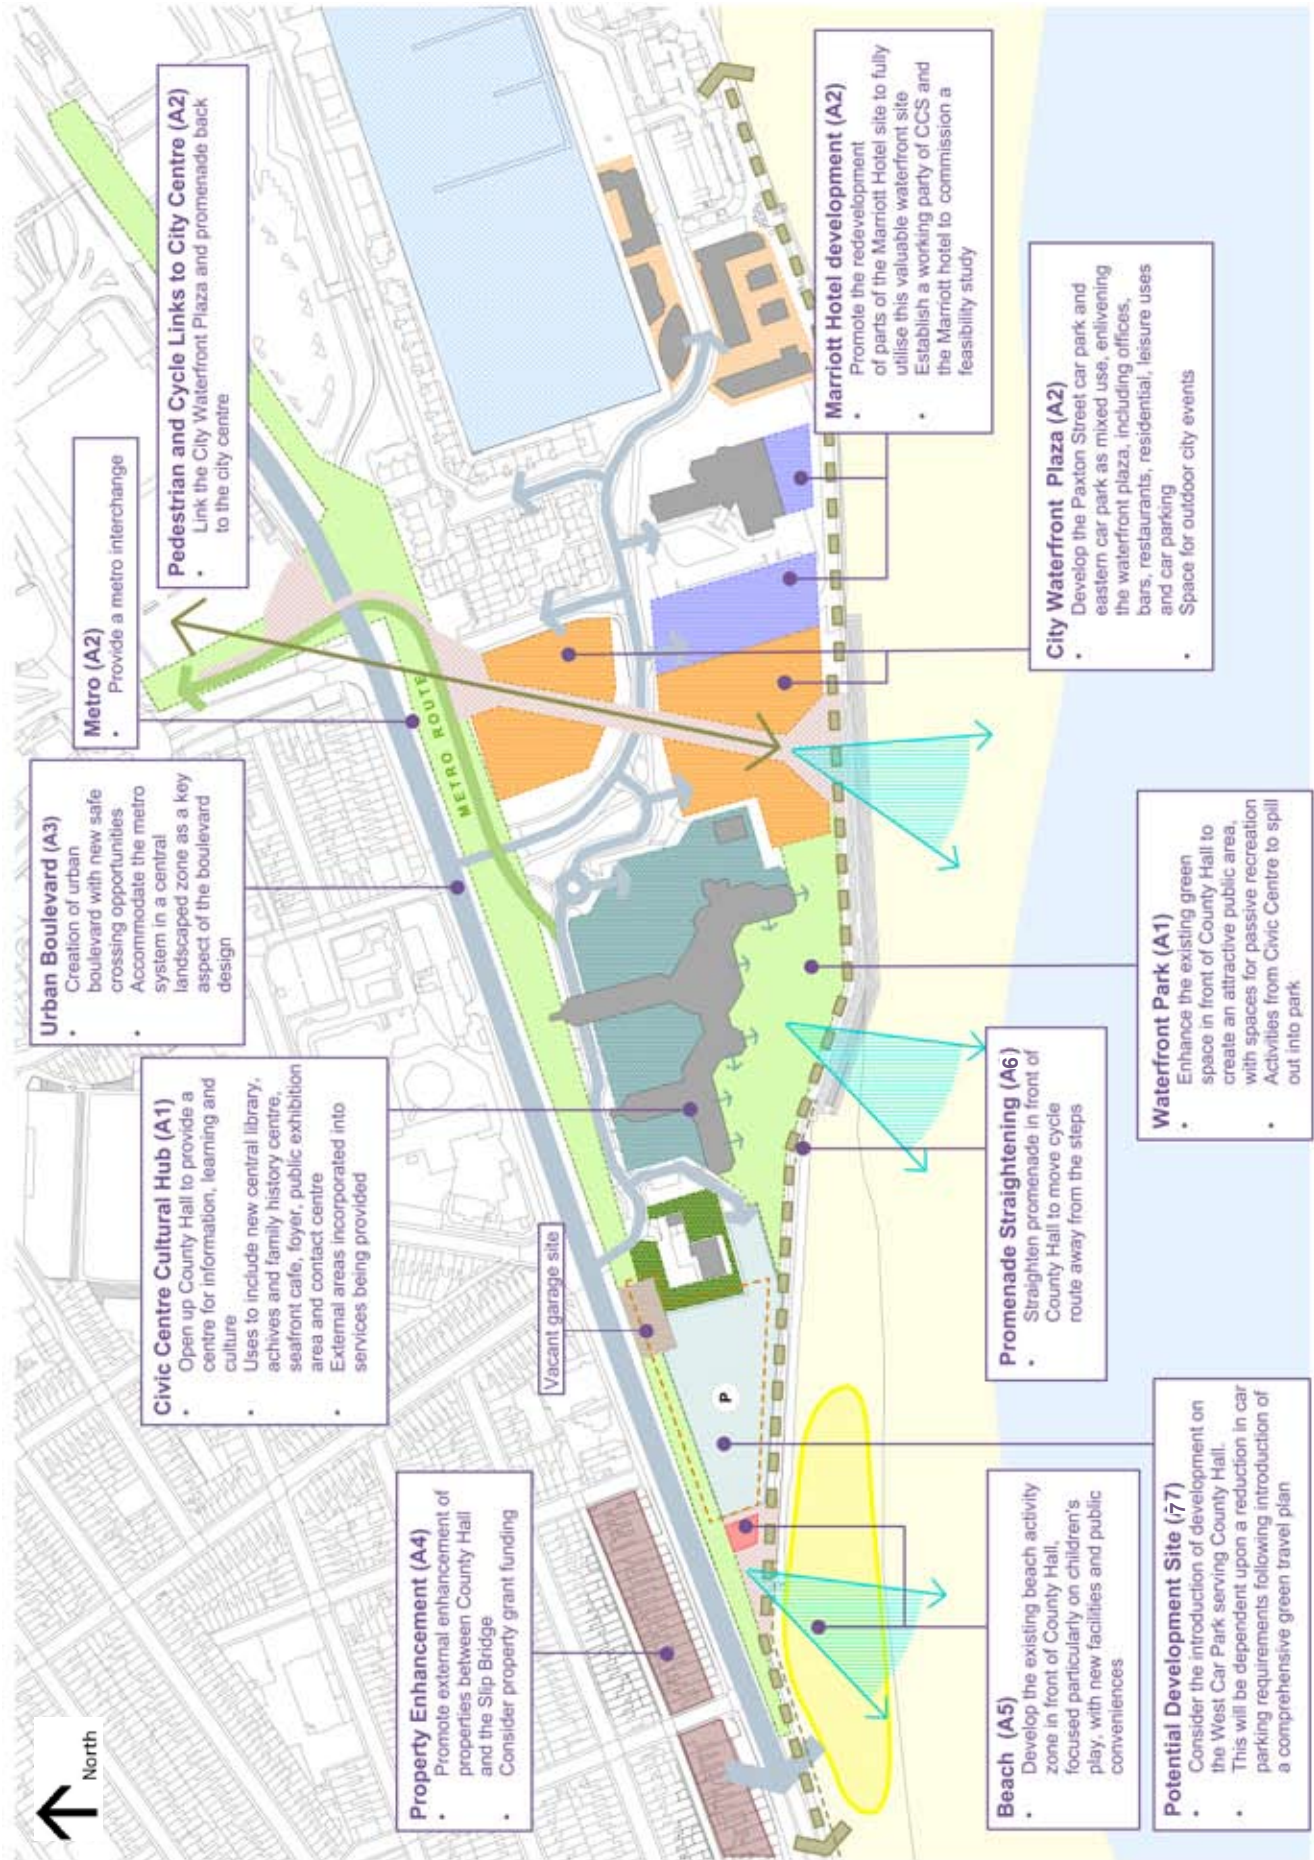 North
Property Enhancement (A4)
• Promote external enhancement of
properties between County Hall
and the Slip Bridge
• Consider property grant funding
Civic Centre Cultural Hub (A1)
• Open up County Hall to provide a
centre for information, learning and
culture
• Uses to include new central library,
achives and family history centre,
seafront cafe, foyer, public exhibition
area and contact centre
• External areas incorporated into
services being provided
Urban Boulevard (A3)
• Creation of urban
boulevard with new safe
crossing opportunities
• Accommodate the metro
system in a central
landscaped zone as a key
aspect of the boulevard
design
Metro (A2)
• Provide a metro interchange
Pedestrian and Cycle Links to City Centre (A2)
• Link the City Waterfront Plaza and promenade back
to the city centre
Vacant garage site
METRO ROUTE
P
Beach (A5)
• Develop the existing beach activity
zone in front of County Hall,
focused particularly on children's
play, with new facilities and public
conveniences
Potential Development Site
• Consider the introduction of development on
the West Car Park serving County Hall.
• This will be dependent upon a reduction in car
parking requirements following introduction of
a comprehensive green travel plan
Promenade Straightening (A6)
• Straighten promenade in front of
County Hall to move cycle
route away from the steps
Waterfront Park (A1)
• Enhance the existing green
space in front of County Hall to
create an attractive public area,
with spaces for passive recreation
• Activities from Civic Centre to spill
out into park
City Waterfront Plaza (A2)
• Develop the Paxton Street car park and
eastern car park as mixed use, enlivening
the waterfront plaza, including offices,
bars, restaurants, residential, leisure uses
and car parking
• Space for outdoor city events
Marriott Hotel development (A2)
• Promote the redevelopment
of parts of the Marriott Hotel site to fully
utilise this valuable waterfront site
• Establish a working party of CCS and
the Marriott hotel to commission a
feasibility study